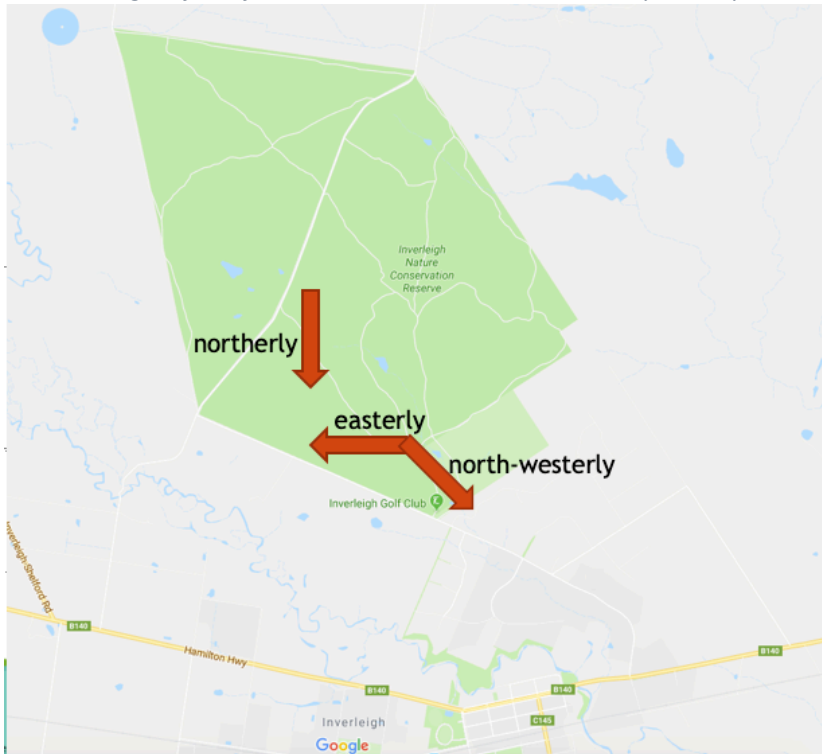 Inverleigh
Nature
Conservation
Reserve
northerly
easterly
north-westerly
Inverleigh Golf Club
Inverleigh-Shelford Rd
B140
Hamilton Hwy
B140
B140
B140
C145
Inverleigh
Google